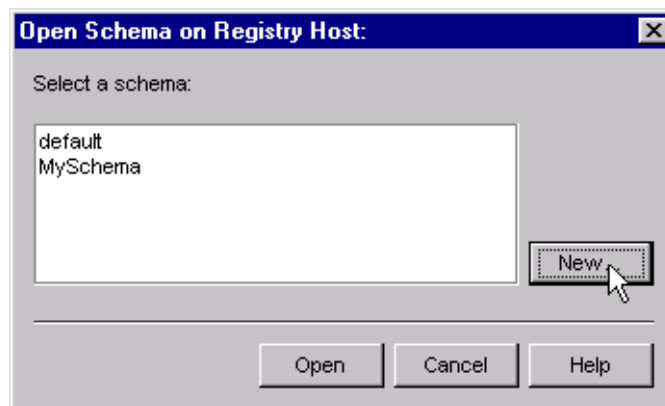 Open Schema on Registry Host:
Select a schema:
default
MySchema
New...
Open Cancel Help